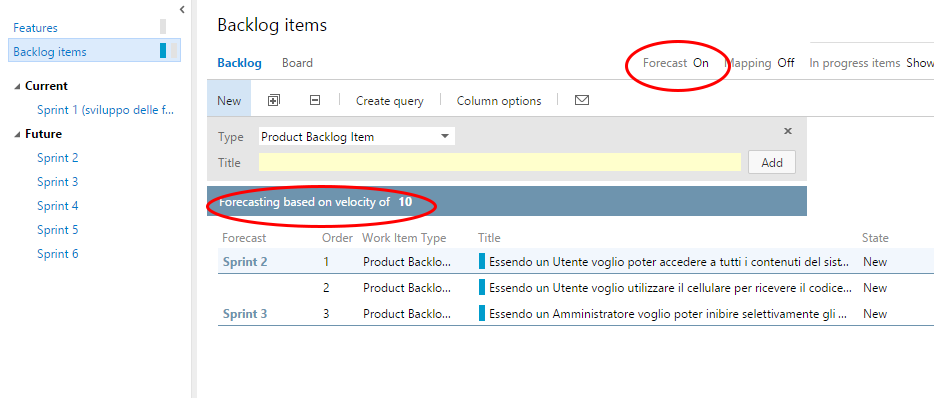 Features
Backlog items
Current
Sprint 1 (sviluppo delle f...
Future
Sprint 2
Sprint 3
Sprint 4
Sprint 5
Sprint 6
Backlog items
Backlog Board Forecast On Mapping Off In progress items Show
New Create query Column options
Type Product Backlog Item
Title Add
Forecasting based on velocity of 10
Forecast Order Work Item Type Title State
Sprint 2 1 Product Backlo... Essendo un Utente voglio poter accedere a tutti i contenuti del sist... New
2 Product Backlo... Essendo un Utente voglio utilizzare il cellulare per ricevere il codice... New
Sprint 3 3 Product Backlo... Essendo un Amministratore voglio poter inibire selettivamente gli ... New